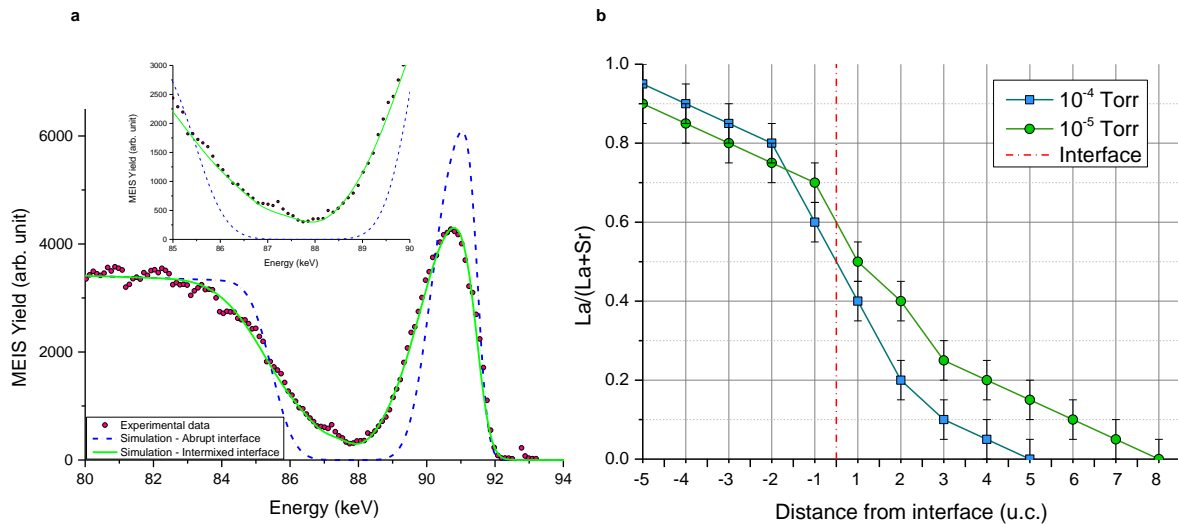 a
3000
2500
2000
1500
1000
500
0
85 86 87 88 89 90
Energy (keV)
MEIS Yield (arb. unit)
6000
4000
2000
0
80 82 84 86 88 90 92 94
Energy (keV)
MEIS Yield (arb. unit)
Experimental data
Simulation - Abrupt interface
Simulation - Intermixed interface
b
1.0
0.8
0.6
0.4
0.2
0.0
-5 -4 -3 -2 -1 1 2 3 4 5 6 7 8
Distance from interface (u.c.)
La/(La+Sr)
10-4 Torr
10-5 Torr
Interface